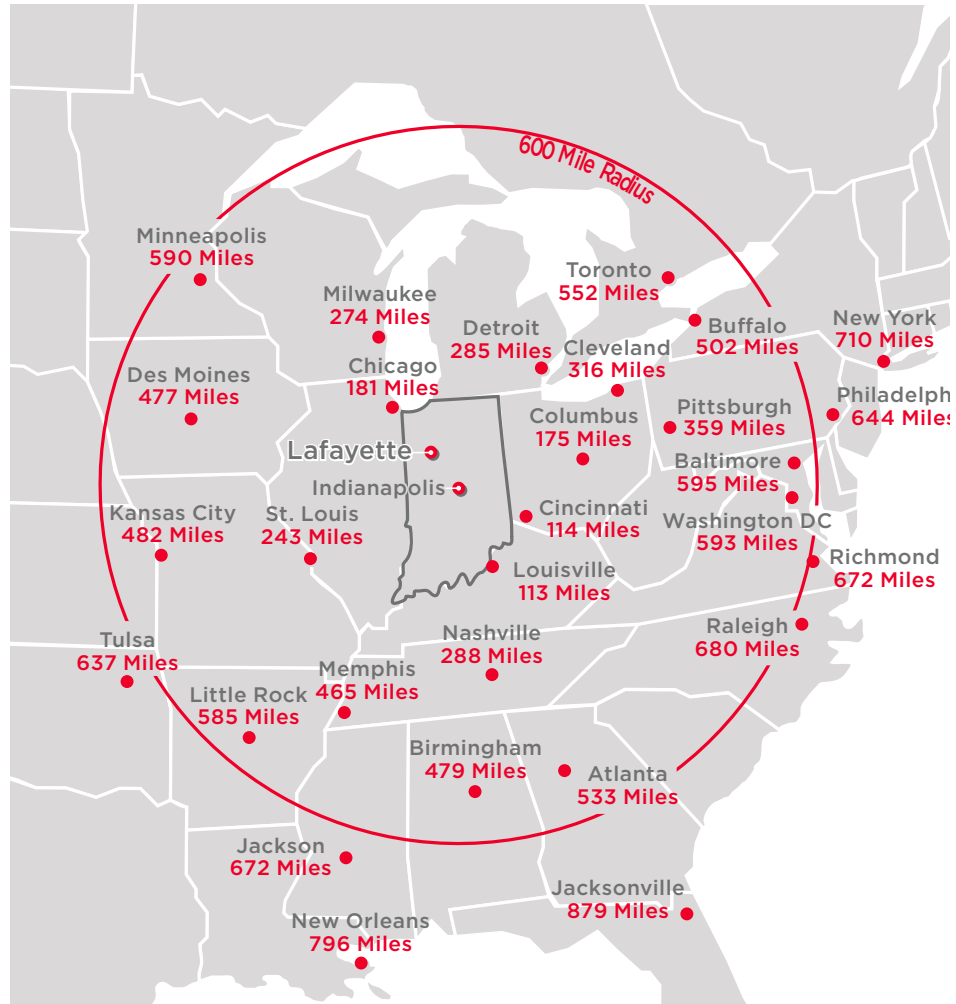 600 Mile Radius
Minneapolis
590 Miles
Toronto
552 Miles
Milwaukee
274 Miles
Detroit
285 Miles
Cleveland
316 Miles
Buffalo
502 Miles
New York
710 Miles
Chicago
181 Miles
Des Moines
477 Miles
Philadelph
644 Miles
Columbus
175 Miles
Pittsburgh
359 Miles
Lafayette
Baltimore
595 Miles
Indianapolis
Kansas City
482 Miles
St. Louis
243 Miles
Cincinnati
114 Miles
Washington DC
593 Miles
Richmond
672 Miles
Louisville
113 Miles
Tulsa
637 Miles
Nashville
288 Miles
Raleigh
680 Miles
Memphis
465 Miles
Little Rock
585 Miles
Birmingham
479 Miles
Atlanta
533 Miles
Jackson
672 Miles
Jacksonville
879 Miles
New Orleans
796 Miles